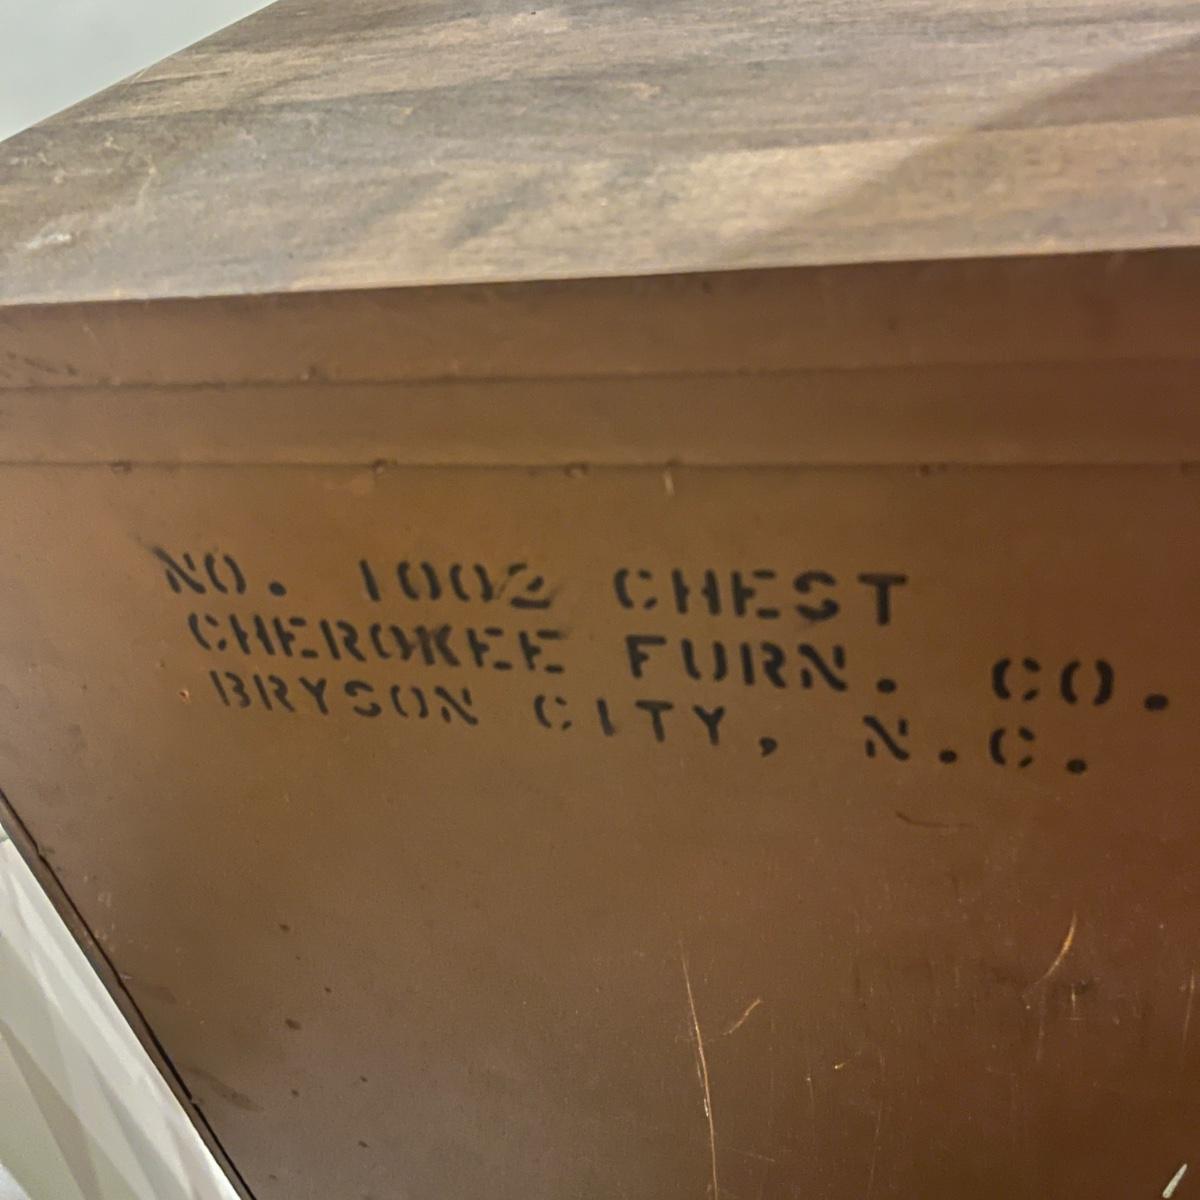 NO. 1002 CHEST
CHEROKEE FURN. CO.
BRYSON CITY, N.C.